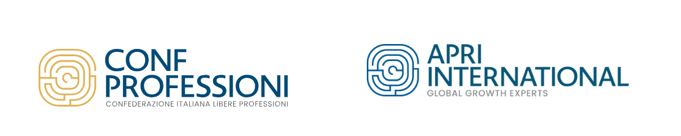 CONF
PROFESSIONI
CONFEDERAZIONE ITALIANA LIBERE PROFESSIONI
APRI
INTERNATIONAL
GLOBAL GROWTH EXPERTS